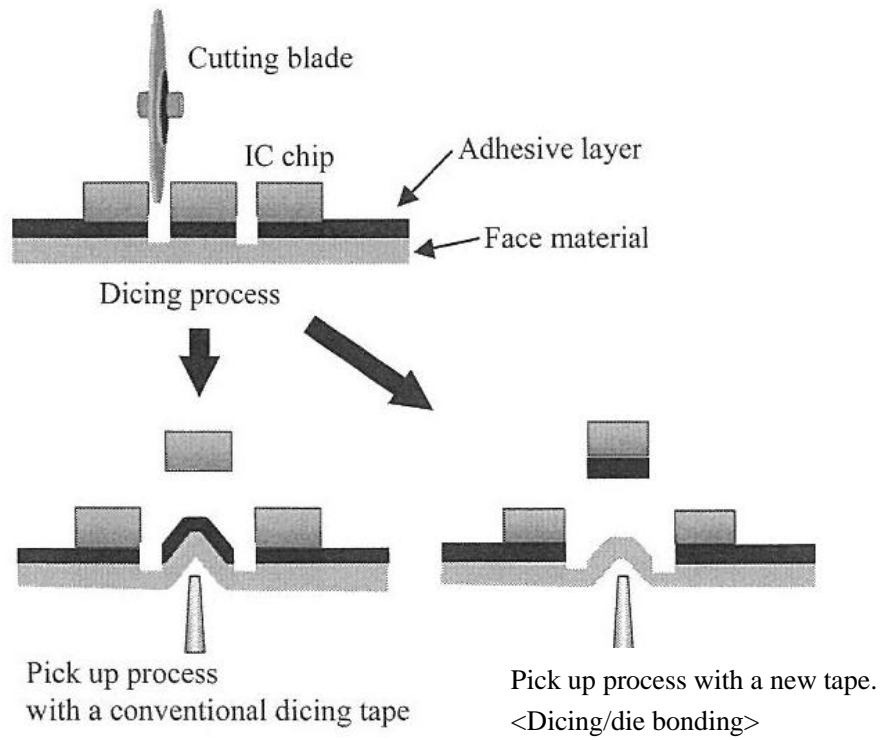 Cutting blade
IC chip
Adhesive layer
Face material
Dicing process
Pick up process
with a conventional dicing tape
Pick up process with a new tape.
<Dicing/die bonding>